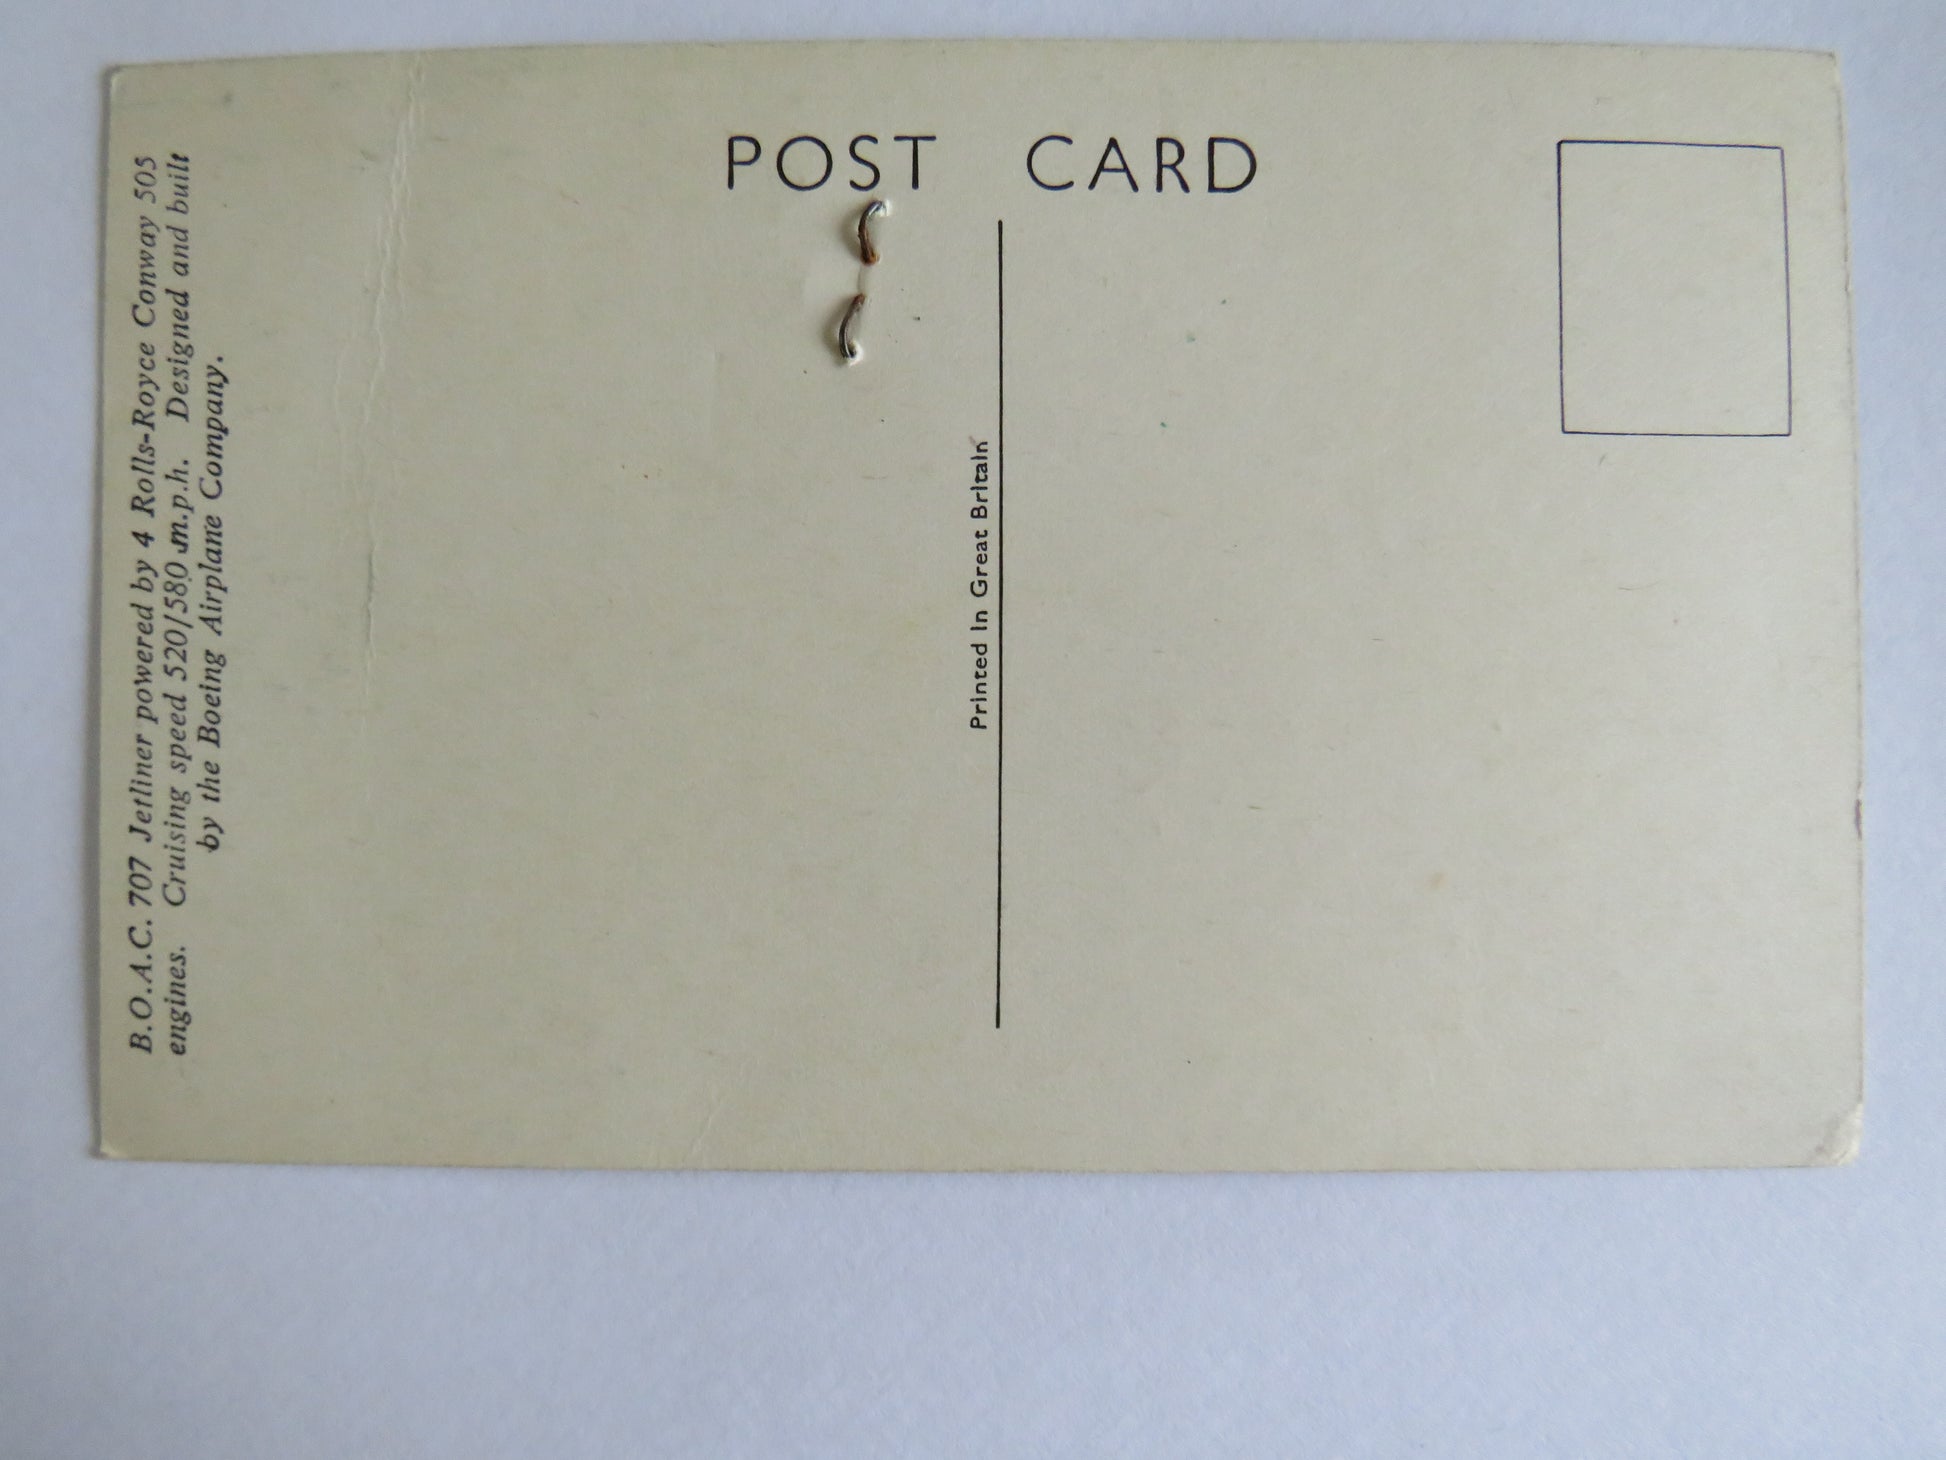 POST CARD
B.O.A.C. 707 Jetliner powered by 4 Rolls-Royce Conway 505
engines. Cruising speed 520/580 m.p.h. Designed and built
by the Boeing Airplane Company.
Printed In Great Britain